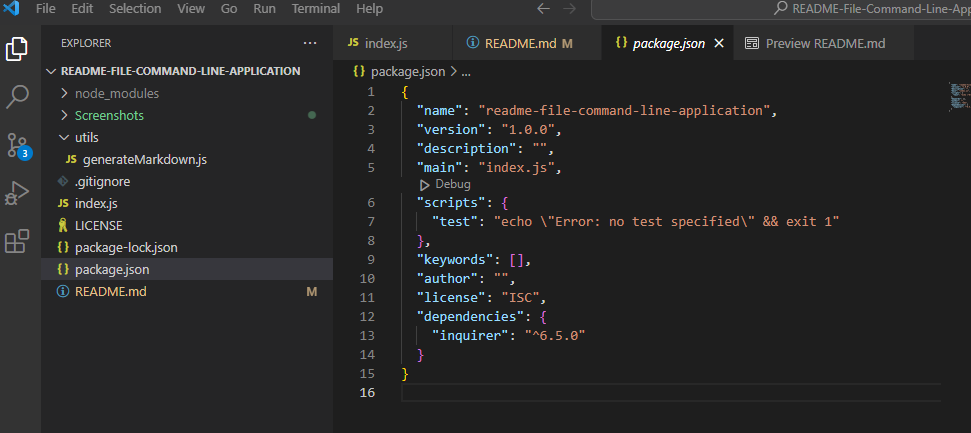 File Edit Selection View Go Run Terminal Help
README-File-Command-Line-App
EXPLORER
README-FILE-COMMAND-LINE-APPLICATION
node_modules
Screenshots
utils
JS generateMarkdown.js
.gitignore
JS index.js
LICENSE
{} package-lock.json
{} package.json
README.md M
3
JS index.js
README.md M
{} package.json
Preview README.md
{} package.json > ...
1 {
2 "name": "readme-file-command-line-application",
3 "version": "1.0.0",
4 "description": "",
5 "main": "index.js",
Debug
6 "scripts": {
7 "test": "echo \"Error: no test specified\" && exit 1"
8 },
9 "keywords": [],
10 "author": "",
11 "license": "ISC",
12 "dependencies": {
13 "inquirer": "^6.5.0"
14 }
15 }
16